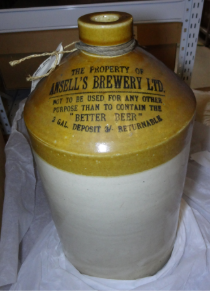 THE PROPERTY OF
ANSELL'S BREWERY LTD.
NOT TO BE USED FOR ANY OTHER
PURPOSE THAN TO CONTAIN THE
"BETTER BEER"
2 GAL. DEPOSIT 3/- RETURNABLE